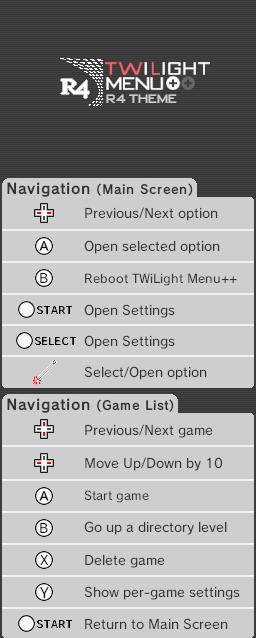 R4 TWiLIGHT
MENU++
R4 THEME
Navigation (Main Screen)
Previous/Next option
A Open selected option
B Reboot TWiLight Menu++
START Open Settings
SELECT Open Settings
Select/Open option
Navigation (Game List)
Previous/Next game
Move Up/Down by 10
A Start game
B Go up a directory level
X Delete game
Y Show per-game settings
START Return to Main Screen